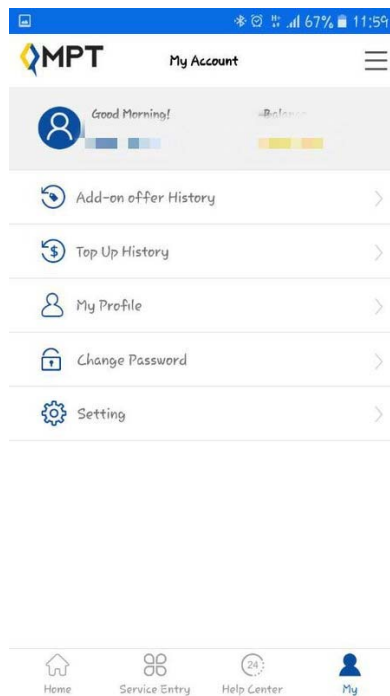 67% 11:59
MPT
My Account
Good Morning!
Balance
Add-on offer History
Top Up History
My Profile
Change Password
Setting
24
Home Service Entry Help Center My